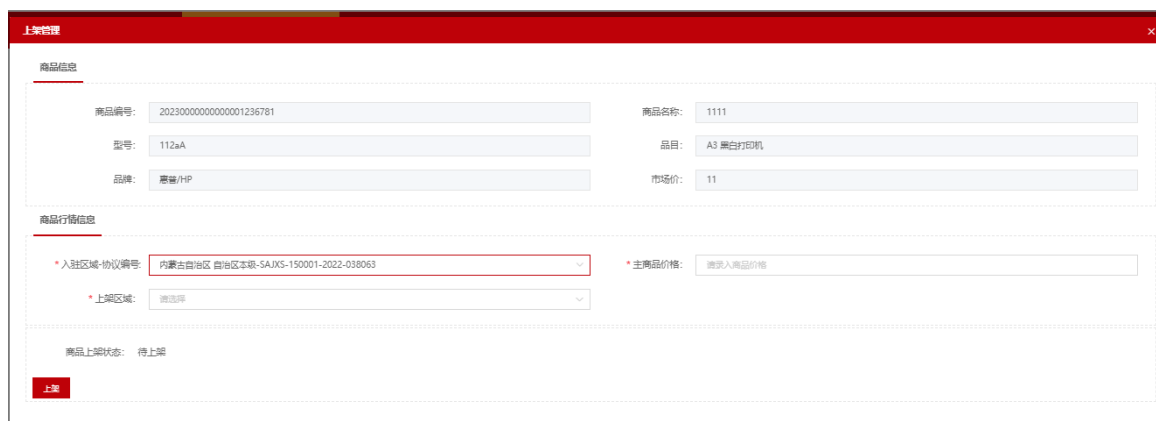 上架管理
×
商品信息
商品编号: 20230000000000001236781 商品名称: 1111
型号: 112aA 品目: A3 黑白打印机
品牌: 惠普/HP 市场价: 11
商品行情信息
* 入驻区域-协议编号: 内蒙古自治区 自治区本级-SAJXS-150001-2022-038063 * 主商品价格: 请录入商品价格
* 上架区域: 请选择
商品上架状态: 待上架
上架